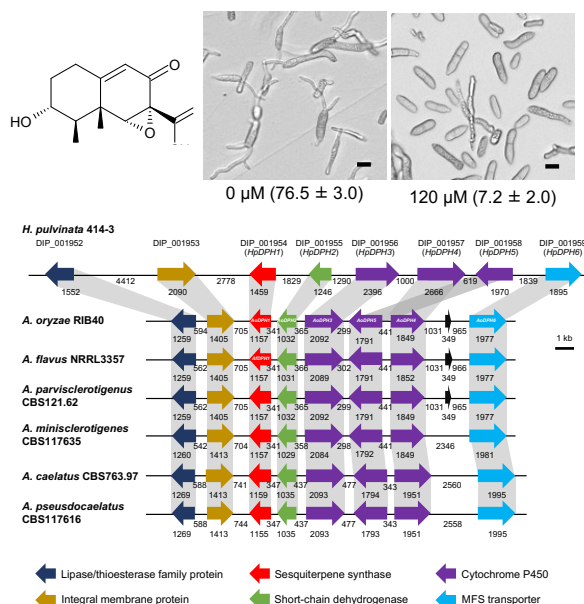 O
HO
O
0 μM (76.5 ± 3.0)
120 μM (7.2 ± 2.0)
H. pulvinata 414-3
DIP_001952 DIP_001953 DIP_001954 (HpDPH1) DIP_001955 (HpDPH2) DIP_001956 (HpDPH3) DIP_001957 (HpDPH4) DIP_001958 (HpDPH5) DIP_001959 (HpDPH6)
4412 2778 1829 1290 1000 619 1839
1552 2090 1459 1246 2396 2666 1970 1895
A. oryzae RIB40
AoDPH1 AoDPH3 AoDPH5 AoDPH4 AoDPH6
594 705 341 366 299 441 1031 965
1259 1405 1157 1032 2092 1791 1849 349 1977
1 kb
A. flavus NRRL3357
AfDPH1
562 705 341 365 302 441 1031 966
1259 1405 1157 1031 2089 1791 1852 349 1977
A. parvisclerotigenus CBS121.62
562 705 341 366 299 441 1031 965
1259 1405 1157 1032 2092 1791 1849 349 1977
A. minisclerotigenes CBS117635
542 704 341 358 298 441 2346
1260 1413 1157 1029 2084 1792 1849 1981
A. caelatus CBS763.97
588 741 347 437 477 343 2560
1269 1413 1159 1035 2093 1794 1951 1995
A. pseudocaelatus CBS117616
588 744 347 437 477 343 2558
1269 1413 1155 1035 2093 1793 1951 1995
Lipase/thioesterase family protein
Sesquiterpene synthase
Cytochrome P450
Integral membrane protein
Short-chain dehydrogenase
MFS transporter